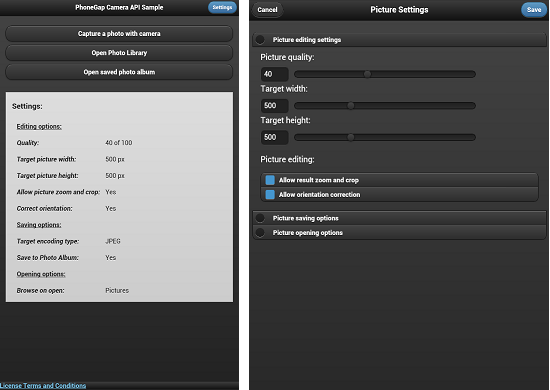 PhoneGap Camera API Sample
Settings
Capture a photo with camera
Open Photo Library
Open saved photo album
Settings:
Editing options:
Quality: 40 of 100
Target picture width: 500 px
Target picture height: 500 px
Allow picture zoom and crop: Yes
Correct orientation: Yes
Saving options:
Target encoding type: JPEG
Save to Photo Album: Yes
Opening options:
Browse on open: Pictures
License Terms and Conditions
Cancel
Picture Settings
Save
Picture editing settings
Picture quality:
40
Target width:
500
Target height:
500
Picture editing:
Allow result zoom and crop
Allow orientation correction
Picture saving options
Picture opening options